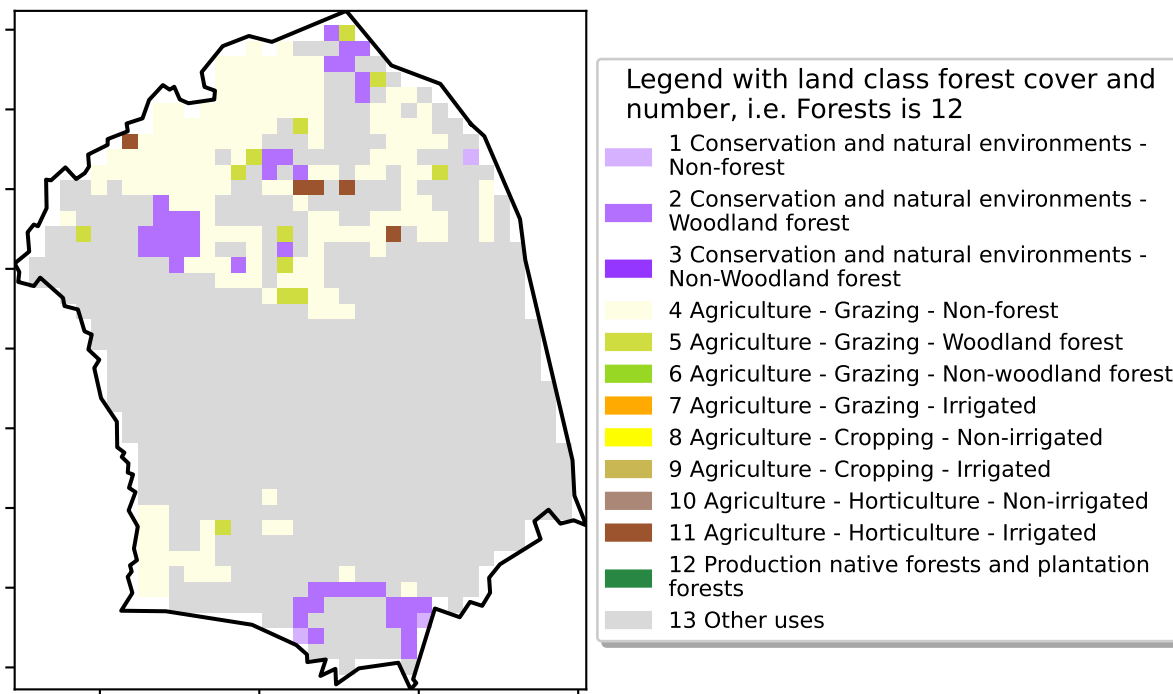 Legend with land class forest cover and
number, i.e. Forests is 12
1 Conservation and natural environments -
Non-forest
2 Conservation and natural environments -
Woodland forest
3 Conservation and natural environments -
Non-Woodland forest
4 Agriculture - Grazing - Non-forest
5 Agriculture - Grazing - Woodland forest
6 Agriculture - Grazing - Non-woodland forest
7 Agriculture - Grazing - Irrigated
8 Agriculture - Cropping - Non-irrigated
9 Agriculture - Cropping - Irrigated
10 Agriculture - Horticulture - Non-irrigated
11 Agriculture - Horticulture - Irrigated
12 Production native forests and plantation
forests
13 Other uses